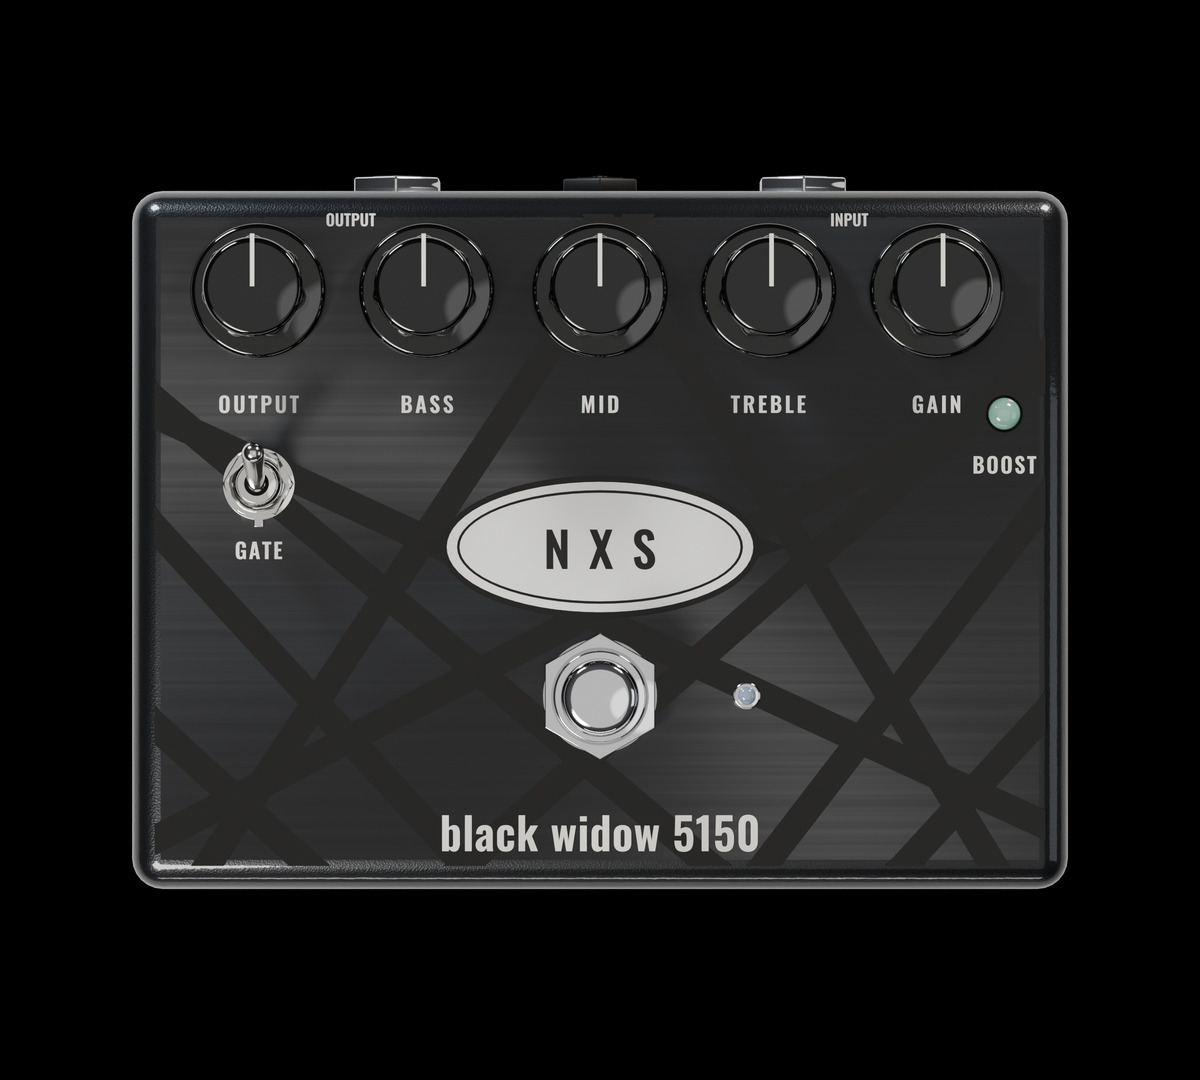 OUTPUT INPUT
OUTPUT BASS MID TREBLE GAIN
BOOST
GATE
NXS
black widow 5150